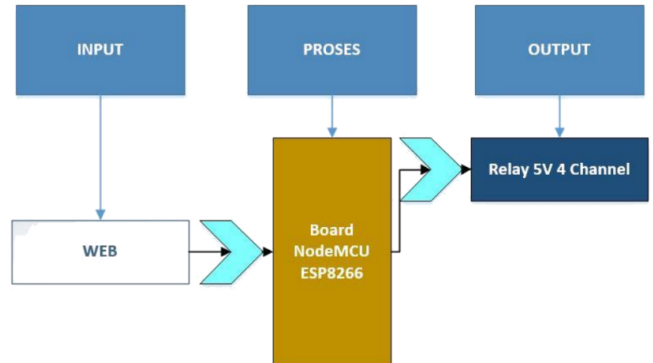 INPUT
PROSES
OUTPUT
Relay 5V 4 Channel
WEB
Board
NodeMCU
ESP8266